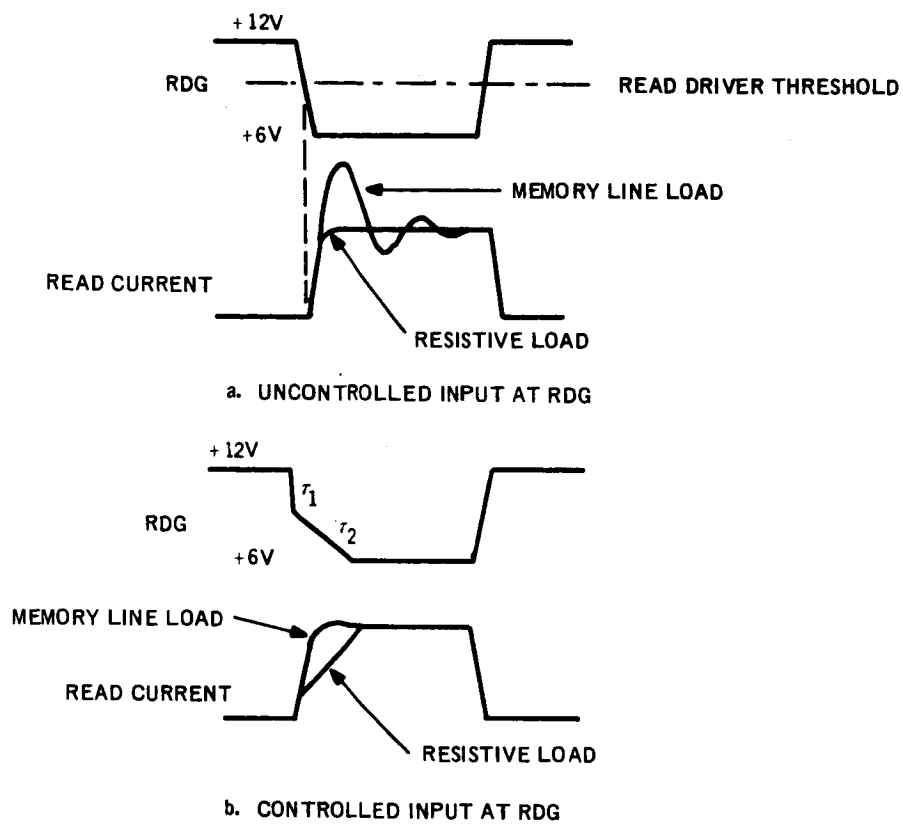 +12V
RDG
READ DRIVER THRESHOLD
+6V
MEMORY LINE LOAD
READ CURRENT
RESISTIVE LOAD
a. UNCONTROLLED INPUT AT RDG
+12V
τ1
RDG
τ2
+6V
MEMORY LINE LOAD
READ CURRENT
RESISTIVE LOAD
b. CONTROLLED INPUT AT RDG